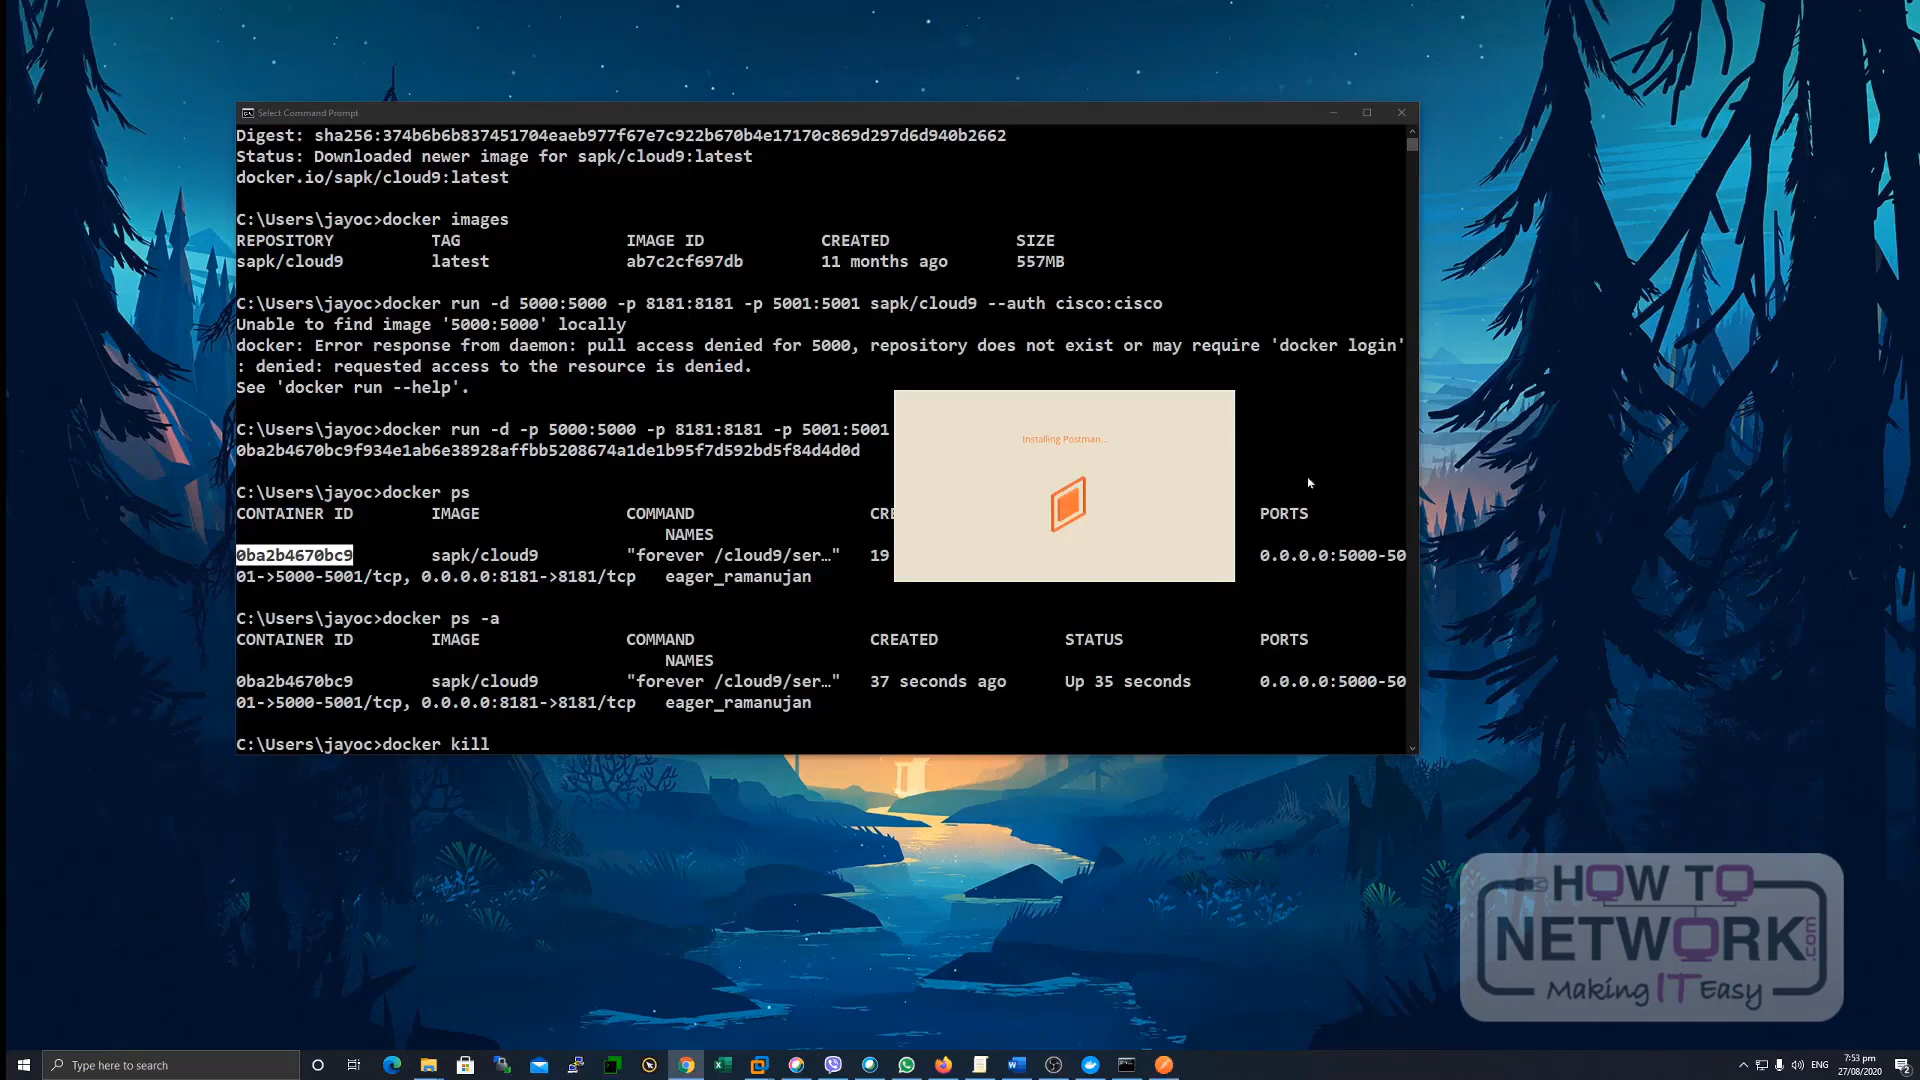 Select Command Prompt
Digest: sha256:374b6b6b837451704eaeb977f67e7c922b670b4e17170c869d297d6d940b2662
Status: Downloaded newer image for sapk/cloud9:latest
docker.io/sapk/cloud9:latest
C:\Users\jayoc>docker images
REPOSITORY TAG IMAGE ID CREATED SIZE
sapk/cloud9 latest ab7c2cf697db 11 months ago 557MB
C:\Users\jayoc>docker run -d 5000:5000 -p 8181:8181 -p 5001:5001 sapk/cloud9 --auth cisco:cisco
Unable to find image '5000:5000' locally
docker: Error response from daemon: pull access denied for 5000, repository does not exist or may require 'docker login'
: denied: requested access to the resource is denied.
See 'docker run --help'.
C:\Users\jayoc>docker run -d -p 5000:5000 -p 8181:8181 -p 5001:5001
0ba2b4670bc9f934e1ab6e38928affbb5208674a1de1b95f7d592bd5f84d4d0d
Installing Postman...
C:\Users\jayoc>docker ps
CONTAINER ID IMAGE COMMAND CRE PORTS
NAMES
0ba2b4670bc9 sapk/cloud9 "forever /cloud9/ser…" 19 0.0.0.0:5000-50
01->5000-5001/tcp, 0.0.0.0:8181->8181/tcp eager_ramanujan
C:\Users\jayoc>docker ps -a
CONTAINER ID IMAGE COMMAND CREATED STATUS PORTS
NAMES
0ba2b4670bc9 sapk/cloud9 "forever /cloud9/ser…" 37 seconds ago Up 35 seconds 0.0.0.0:5000-50
01->5000-5001/tcp, 0.0.0.0:8181->8181/tcp eager_ramanujan
C:\Users\jayoc>docker kill
HOW TO
NETWORK.com
Making IT Easy
Type here to search
ENG
7:53 pm
27/08/2020
2